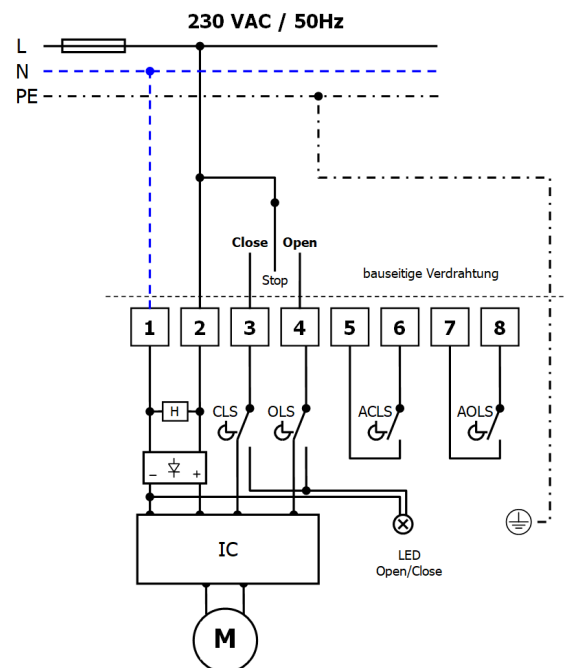 230 VAC / 50Hz
L
N
PE
Close Open
Stop
bauseitige Verdrahtung
1 2 3 4 5 6 7 8
H CLS OLS ACLS AOLS
− +
IC
LED
Open/Close
M